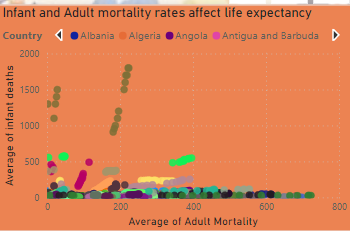 Infant and Adult mortality rates affect life expectancy
Country Albania Algeria Angola Antigua and Barbuda
Average of infant deaths
2000
1500
1000
500
0
0 200 400 600 800
Average of Adult Mortality